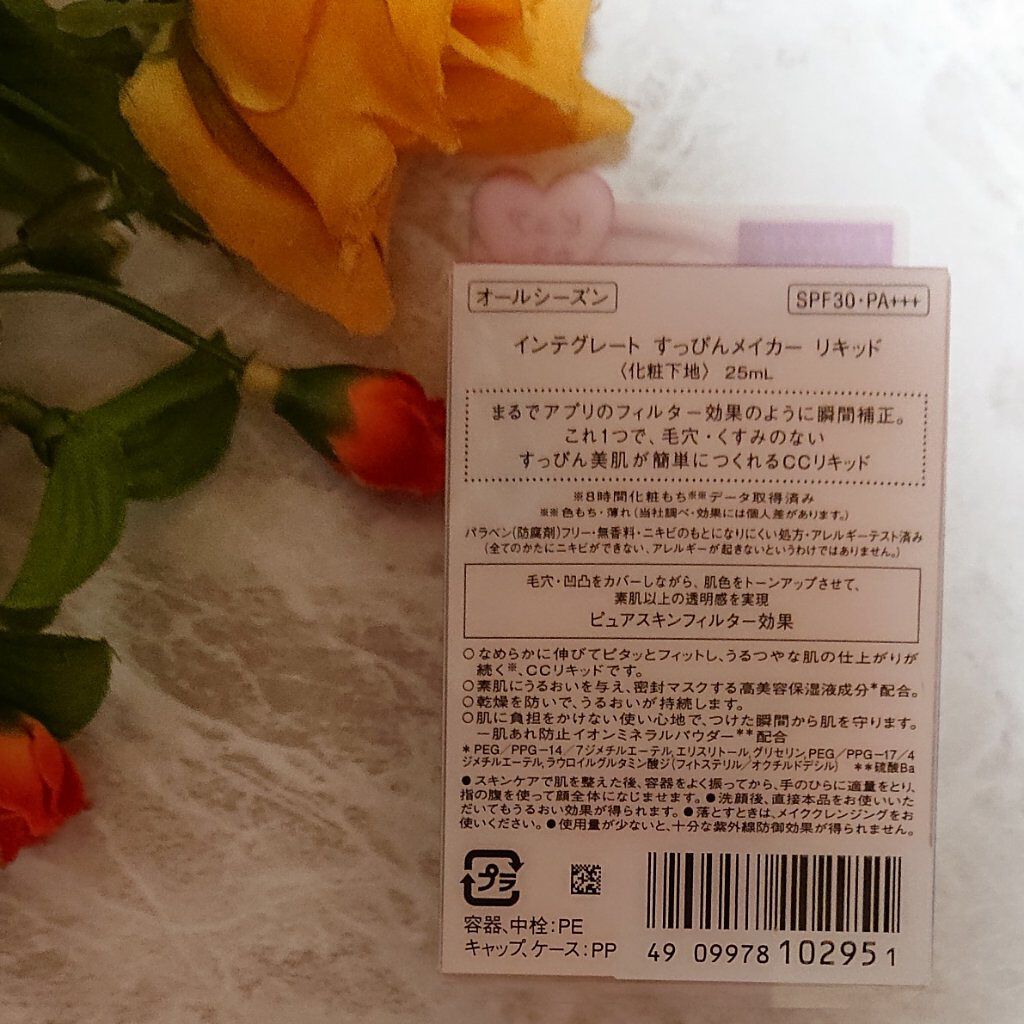 オールシーズン
SPF30・PA+++
インテグレート すっぴんメイカー リキッド
〈化粧下地〉 25mL
まるでアプリのフィルター効果のように瞬間補正。
これ1つで、毛穴・くすみのない
すっぴん美肌が簡単につくれるCCリキッド
※8時間化粧もち※※データ取得済み
※※色もち・薄れ(当社調べ・効果には個人差があります。)
パラベン(防腐剤)フリー・無香料・ニキビのもとになりにくい処方・アレルギーテスト済み
(全てのかたにニキビができない、アレルギーが起きないというわけではありません。)
毛穴・凹凸をカバーしながら、肌色をトーンアップさせて、
素肌以上の透明感を実現
ピュアスキンフィルター効果
○なめらかに伸びてピタッとフィットし、うるつやな肌の仕上がりが
続く※、CCリキッドです。
○素肌にうるおいを与え、密封マスクする高美容保湿液成分*配合。
○乾燥を防いで、うるおいが持続します。
○肌に負担をかけない使い心地で、つけた瞬間から肌を守ります。
ー肌あれ防止イオンミネラルパウダー**配合
*PEG/PPG-14/7ジメチルエーテル,エリスリトール,グリセリン,PEG/PPG-17/4
ジメチルエーテル,ラウロイルグルタミン酸ジ(フィトステリル/オクチルドデシル) **硫酸Ba
●スキンケアで肌を整えた後、容器をよく振ってから、手のひらに適量をとり、
指の腹を使って顔全体になじませます。●洗顔後、直接本品をお使いいた
だいてもうるおい効果が得られます。●落とすときは、メイククレンジングをお
使いください。●使用量が少ないと、十分な紫外線防御効果が得られません。
プラ
容器、中栓:PE
キャップ、ケース:PP
49 09978 102951